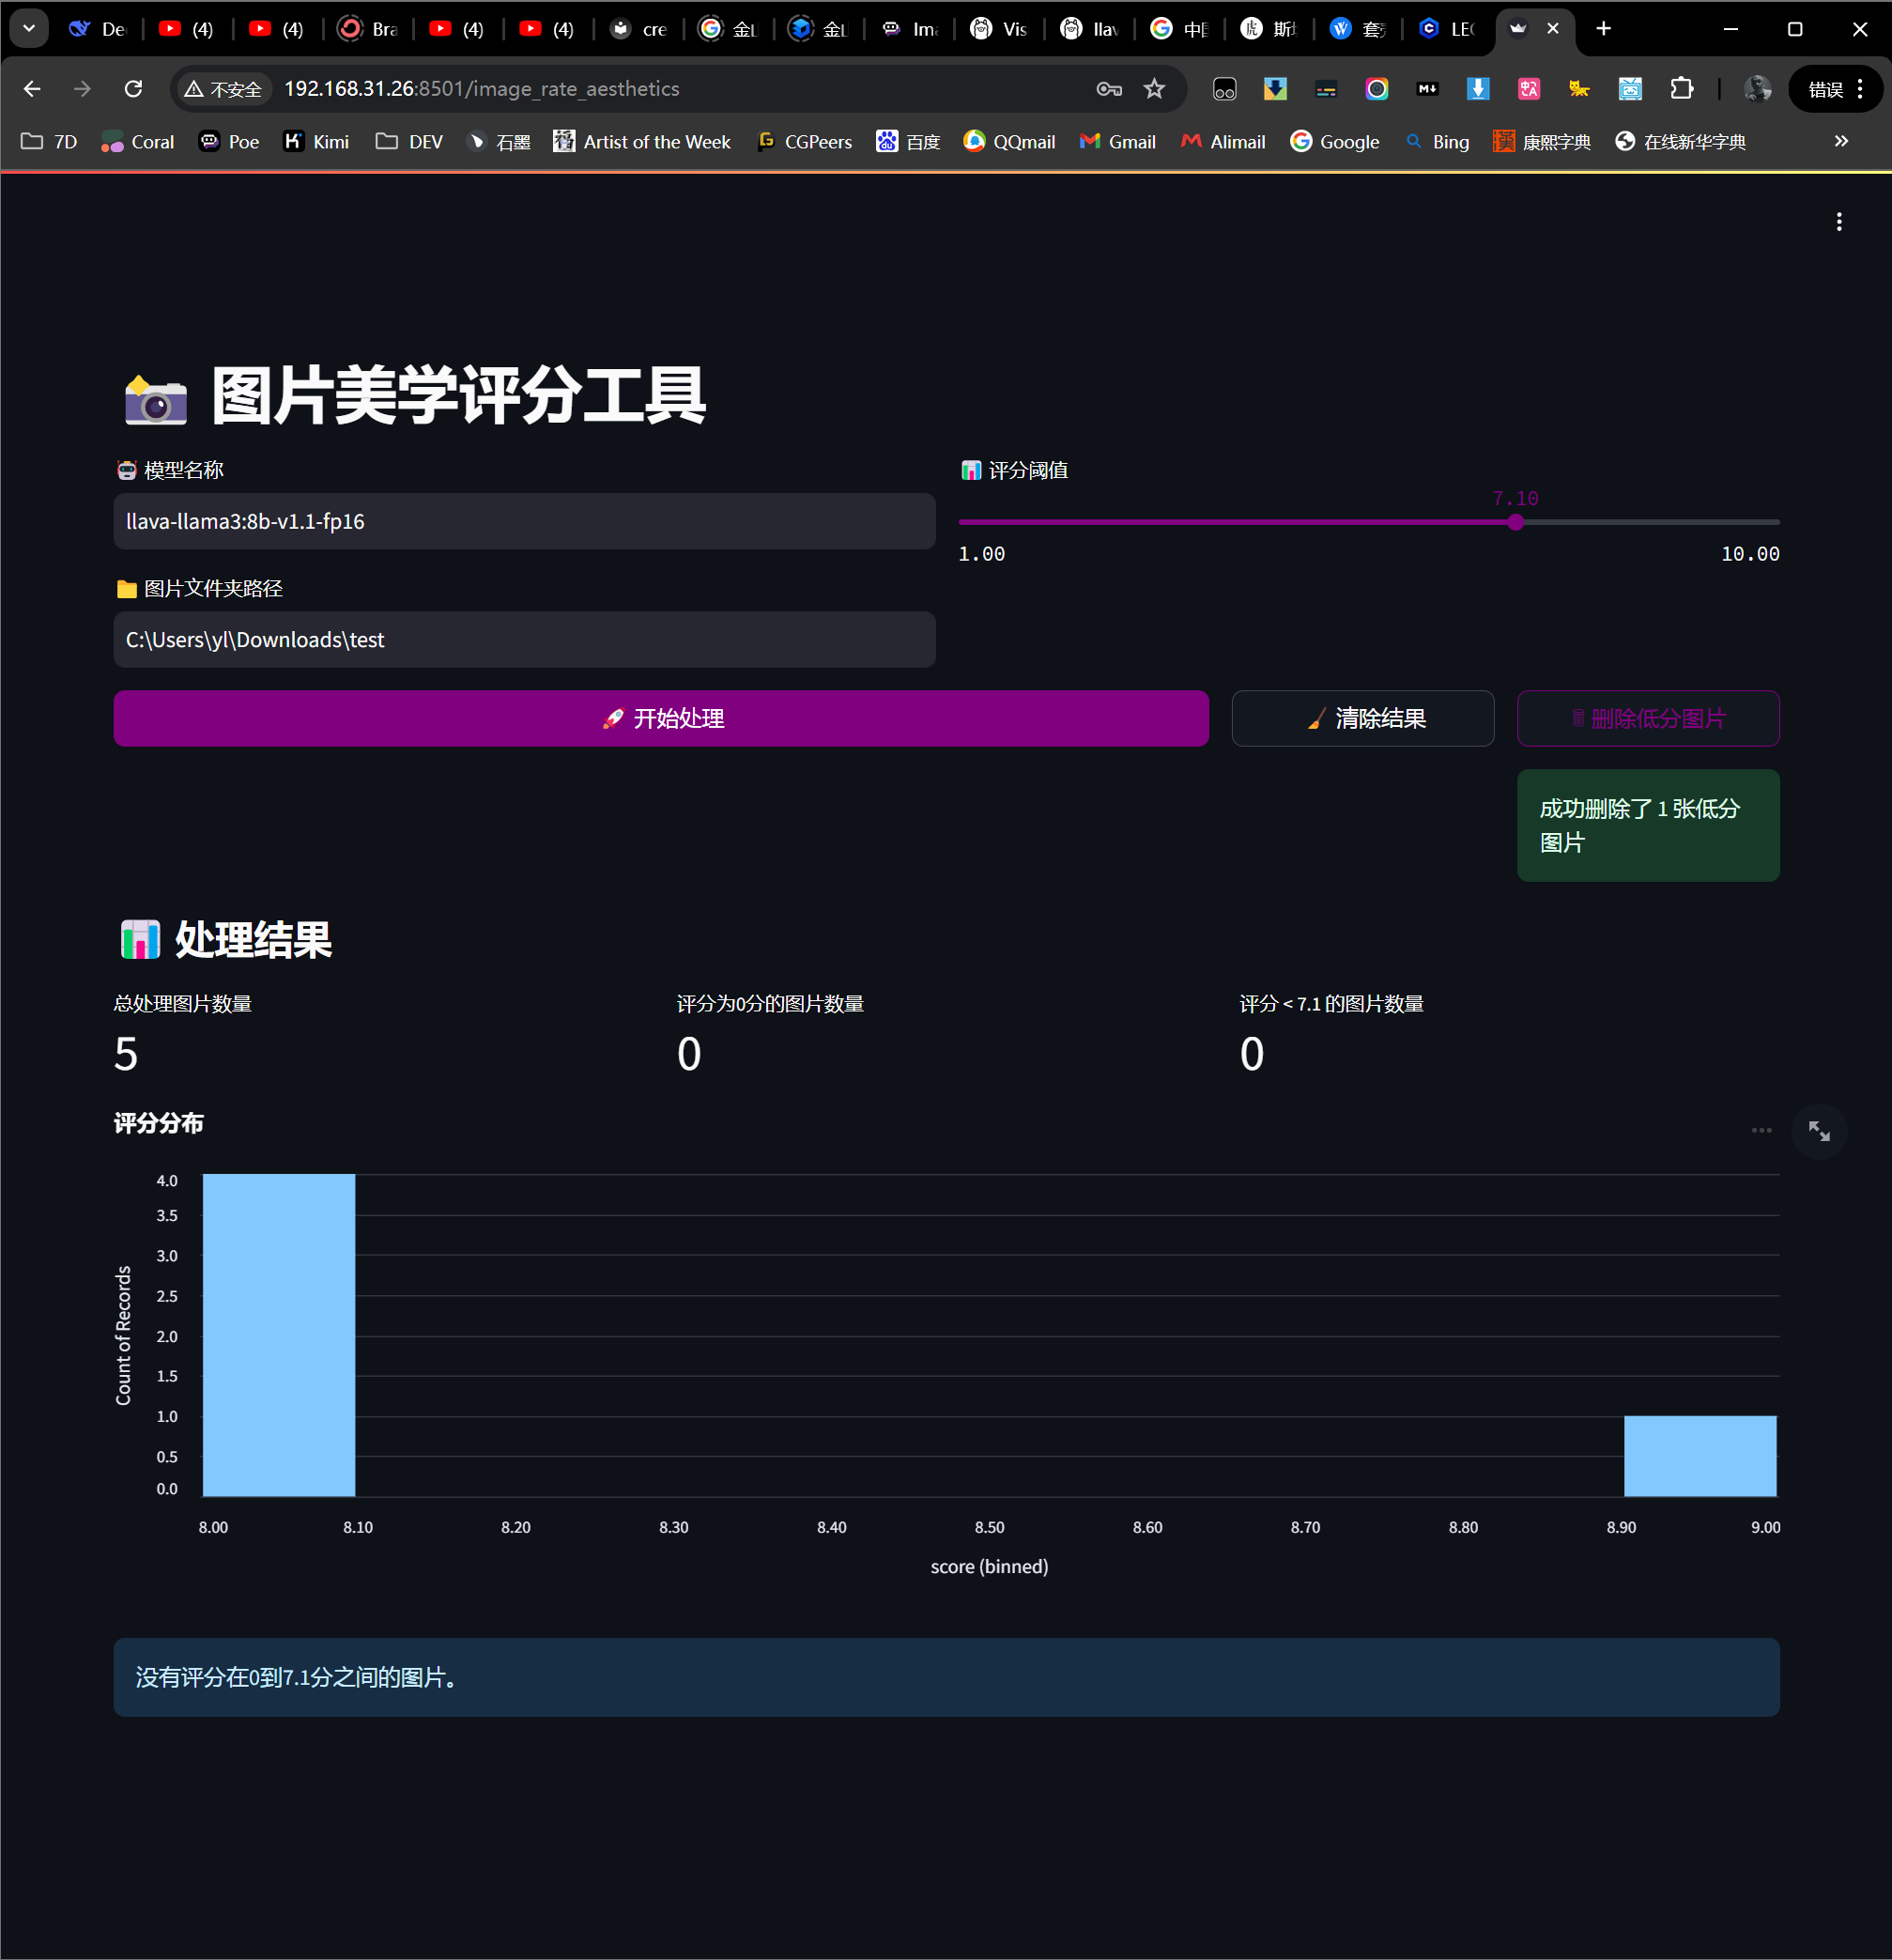 De
(4)
(4)
Bra
(4)
(4)
cre
Vis
LE
不安全
192.168.31.26:8501/image_rate_aesthetics
错误
7D
Coral
Poe
Kimi
DEV
石墨
Artist of the Week
CGPeers
百度
QQmail
Gmail
Alimail
Google
Bing
康熙字典
在线新华字典
图片美学评分工具
模型名称
评分阈值
7.10
llava-llama3:8b-v1.1-fp16
1.00
10.00
图片文件夹路径
C:\Users\yl\Downloads\test
开始处理
清除结果
删除低分图片
成功删除了 1 张低分
图片
处理结果
总处理图片数量
评分为0分的图片数量
评分 < 7.1 的图片数量
5
0
0
评分分布
4.0
3.5
3.0
2.5
2.0
1.5
1.0
0.5
0.0
Count of Records
8.00
8.10
8.20
8.30
8.40
8.50
8.60
8.70
8.80
8.90
9.00
score (binned)
没有评分在0到7.1分之间的图片。